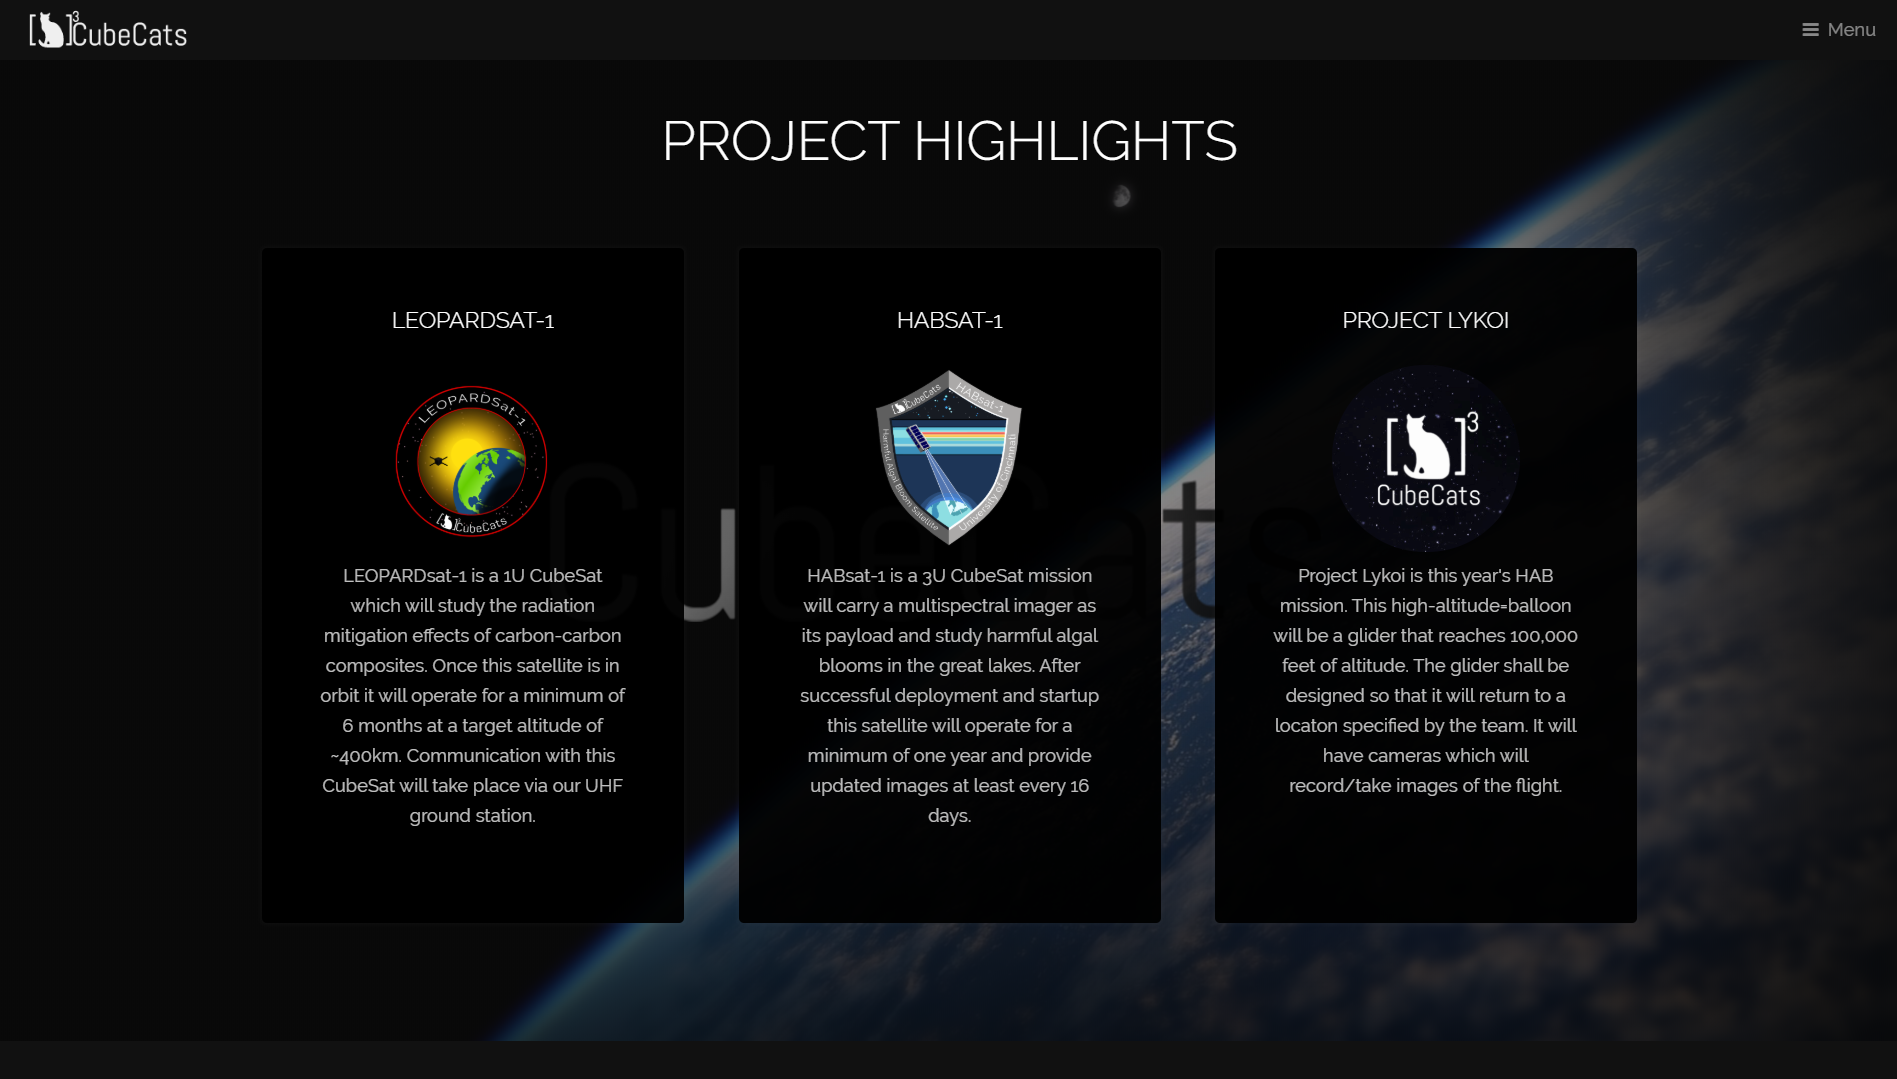 [ ]3CubeCats
Menu
PROJECT HIGHLIGHTS
LEOPARDSAT-1
LEOPARDSat-1
[ ]3CubeCats
LEOPARDsat-1 is a 1U CubeSat
which will study the radiation
mitigation effects of carbon-carbon
composites. Once this satellite is in
orbit it will operate for a minimum of
6 months at a target altitude of
~400km. Communication with this
CubeSat will take place via our UHF
ground station.
HABSAT-1
[ ]3CubeCats
HABsat-1
Harmful Algal Bloom Satellite
University of Cincinnati
HABsat-1 is a 3U CubeSat mission
will carry a multispectral imager as
its payload and study harmful algal
blooms in the great lakes. After
successful deployment and startup
this satellite will operate for a
minimum of one year and provide
updated images at least every 16
days.
PROJECT LYKOI
[ ]3
CubeCats
Project Lykoi is this year's HAB
mission. This high-altitude=balloon
will be a glider that reaches 100,000
feet of altitude. The glider shall be
designed so that it will return to a
locaton specified by the team. It will
have cameras which will
record/take images of the flight.
CubeCats